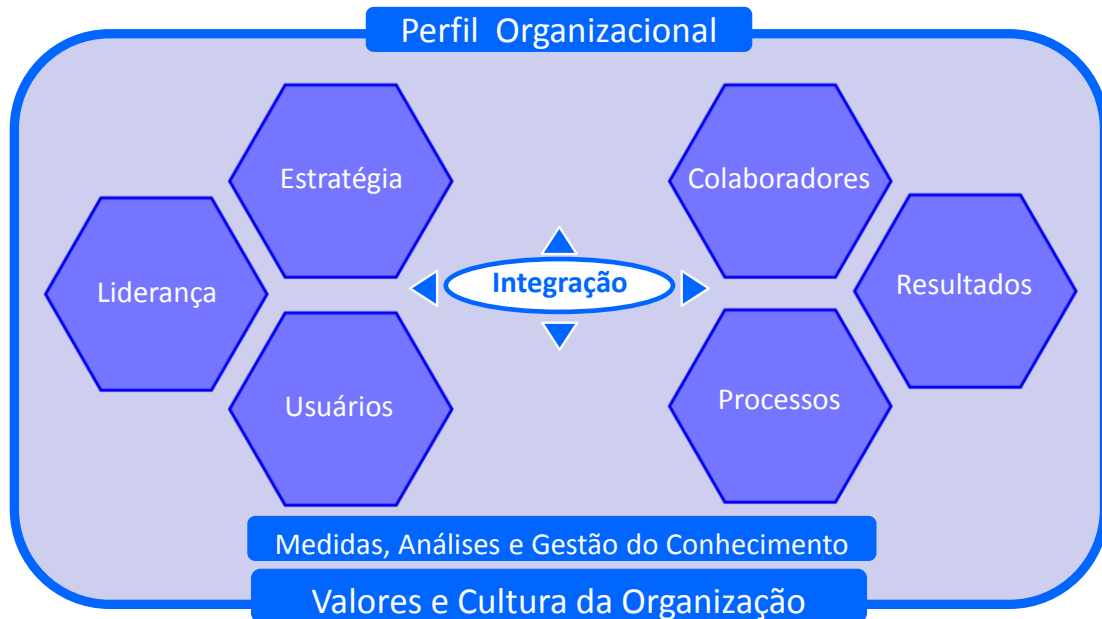 Perfil Organizacional
Estratégia
Colaboradores
Liderança
Integração
Resultados
Usuários
Processos
Medidas, Análises e Gestão do Conhecimento
Valores e Cultura da Organização